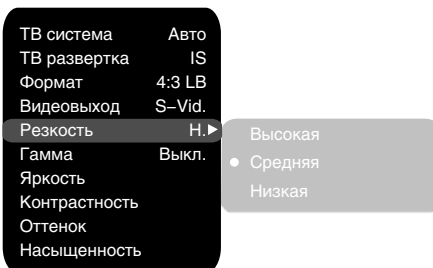 ТВ система Авто
ТВ развертка IS
Формат 4:3 LB
Видеовыход S–Vid.
Резкость Н.
Гамма Выкл.
Яркость
Контрастность
Оттенок
Насыщенность
Высокая
Средняя
Низкая